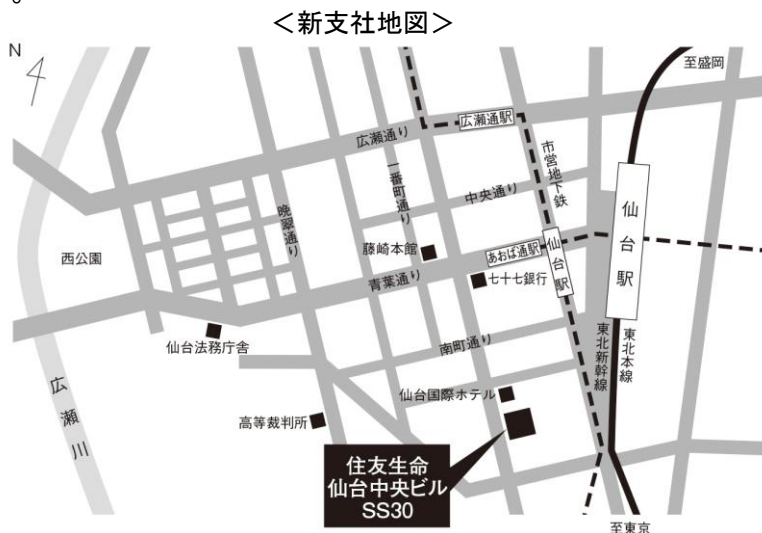 。
＜新支社地図＞
N
至盛岡
広瀬通駅
広瀬通り
市営地下鉄
一番町通り
中央通り
晩翠通り
仙台駅
仙台駅
藤崎本館
あおば通駅
西公園
青葉通り
七十七銀行
仙台法務庁舎
南町通り
東北新幹線
東北本線
広瀬川
仙台国際ホテル
高等裁判所
住友生命
仙台中央ビル
SS30
至東京